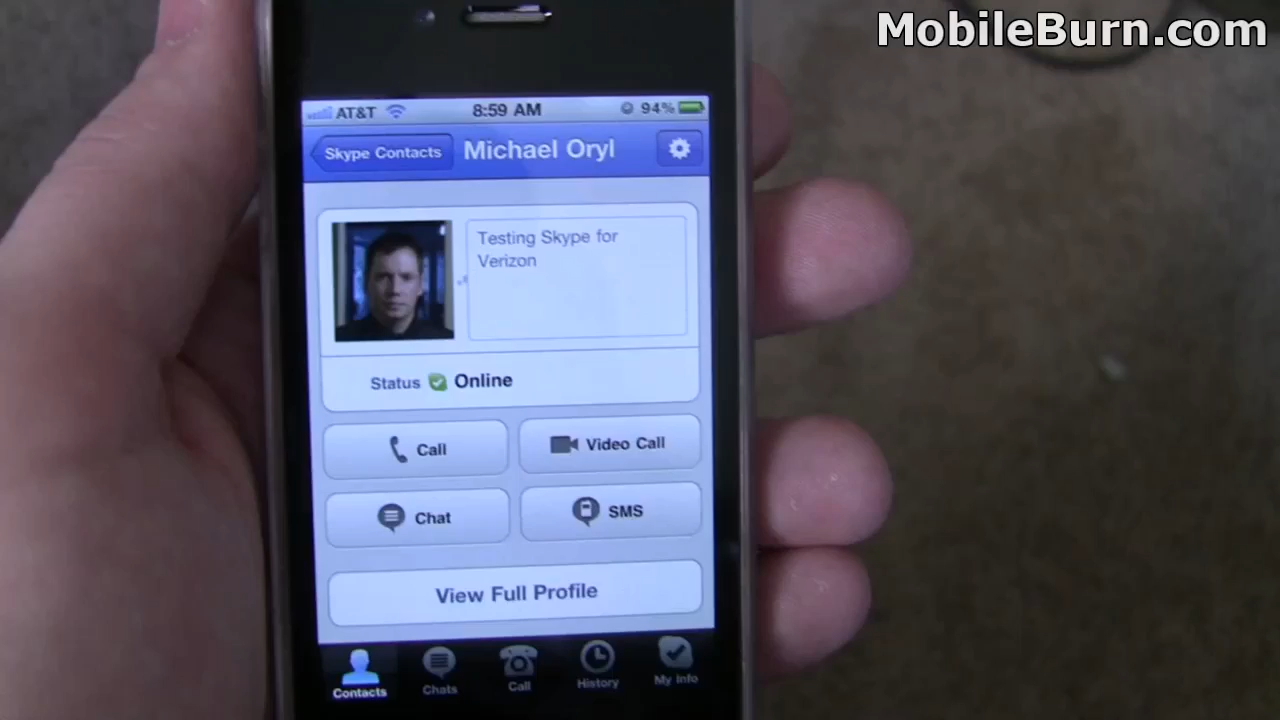 MobileBurn.com
AT&T 8:59 AM 94%
Skype Contacts Michael Oryl
Testing Skype for
Verizon
Status Online
Call Video Call
Chat SMS
View Full Profile
Contacts Chats Call History My Info